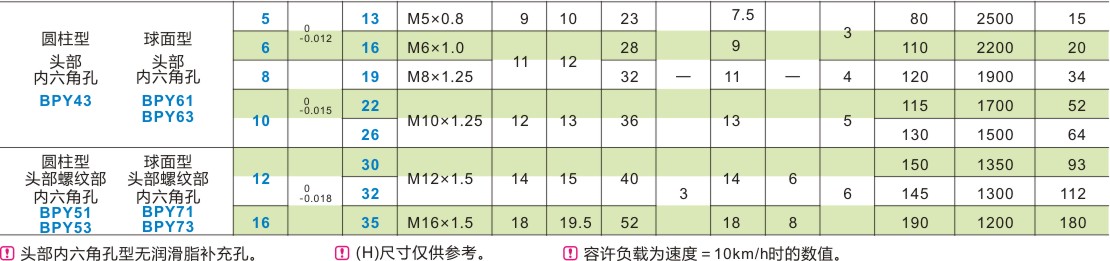 圆柱型 球面型
头部 头部
内六角孔 内六角孔
BPY43 BPY61
BPY63
5 0 -0.012 13 M5×0.8 9 10 23 7.5 3 80 2500 15
6 16 M6×1.0 11 12 28 9 110 2200 20
8 0 -0.015 19 M8×1.25 32 — 11 — 4 120 1900 34
10 22 M10×1.25 12 13 36 13 5 115 1700 52
26 130 1500 64
圆柱型 球面型
头部螺纹部 头部螺纹部
内六角孔 内六角孔
BPY51 BPY71
BPY53 BPY73
12 0 -0.018 30 M12×1.5 14 15 40 3 14 6 6 150 1350 93
32 145 1300 112
16 35 M16×1.5 18 19.5 52 18 8 190 1200 180
! 头部内六角孔型无润滑脂补充孔。 ! (H)尺寸仅供参考。 ! 容许负载为速度=10km/h时的数值。